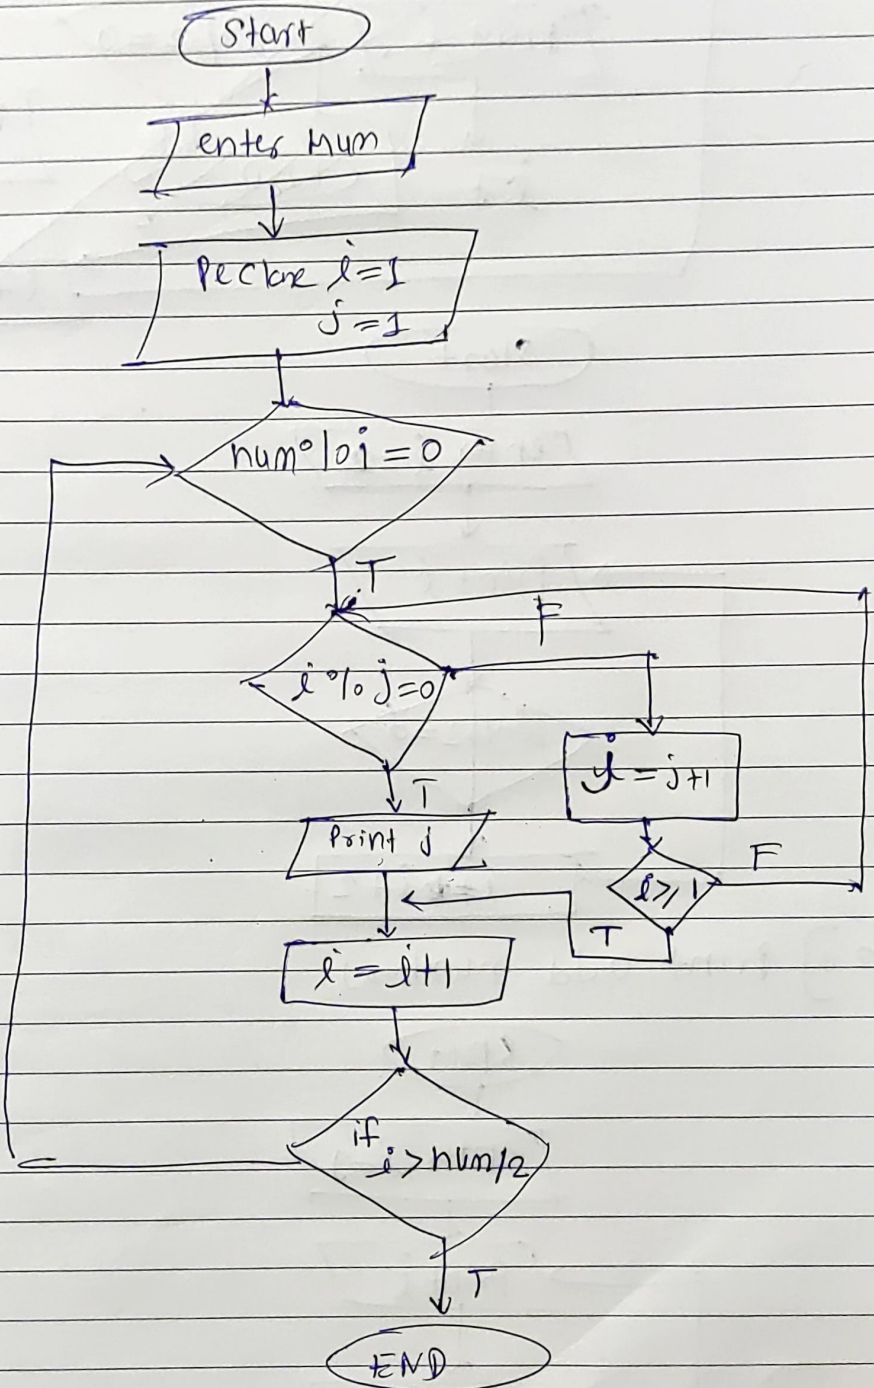 Start
enter num
Declare i=1
j=1
num%i=0
T
F
i%j=0
j=j+1
T
Print j
F
i≥1
T
i=i+1
if
i>num/2
T
END